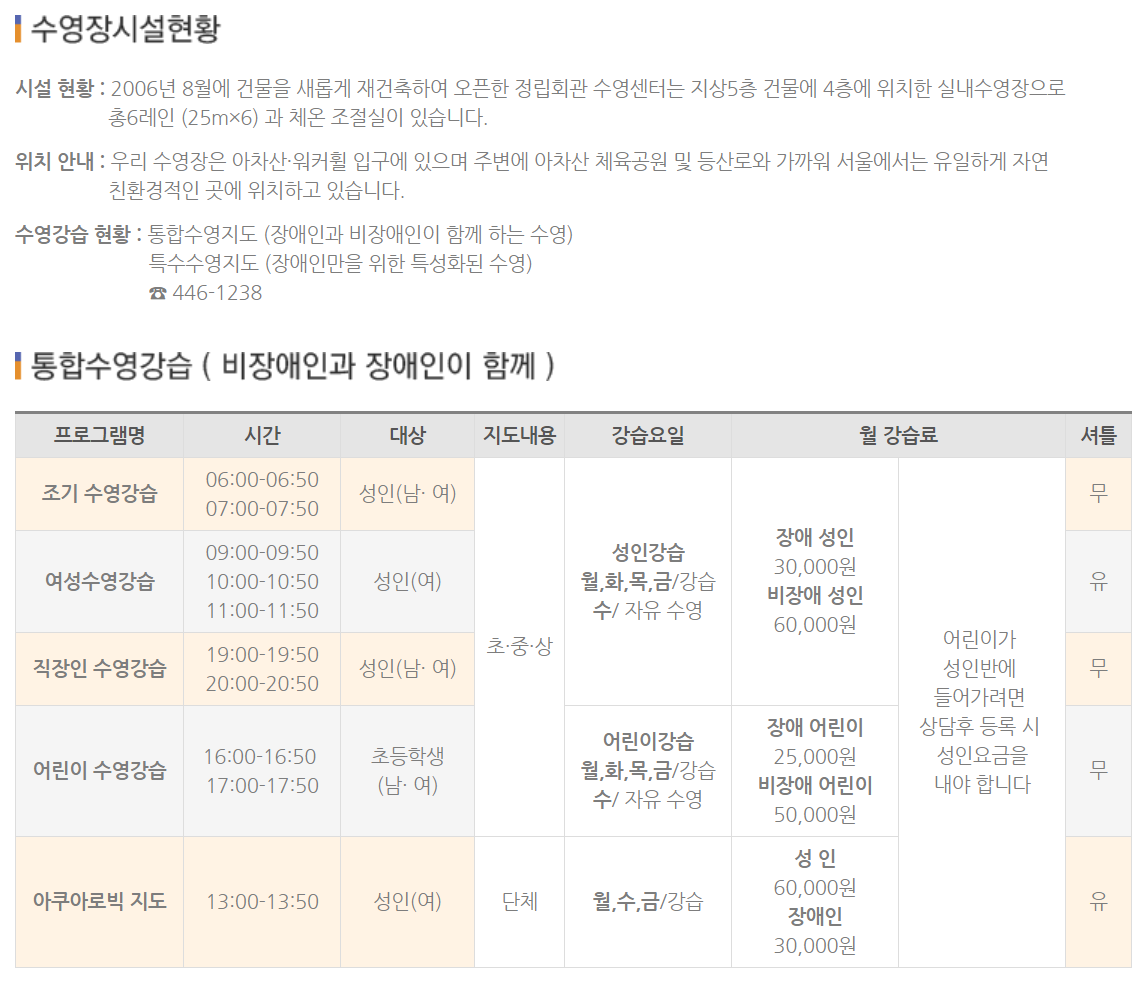 수영장시설현황
시설 현황 : 2006년 8월에 건물을 새롭게 재건축하여 오픈한 정립회관 수영센터는 지상5층 건물에 4층에 위치한 실내수영장으로
총6레인 (25m×6) 과 체온 조절실이 있습니다.
위치 안내 : 우리 수영장은 아차산·워커휠 입구에 있으며 주변에 아차산 체육공원 및 등산로와 가까워 서울에서는 유일하게 자연
친환경적인 곳에 위치하고 있습니다.
수영강습 현황 : 통합수영지도 (장애인과 비장애인이 함께 하는 수영)
특수수영지도 (장애인만을 위한 특성화된 수영)
☎ 446-1238
통합수영강습 ( 비장애인과 장애인이 함께 )
프로그램명 시간 대상 지도내용 강습요일 월 강습료 셔틀
조기 수영강습
06:00-06:50
07:00-07:50
성인(남· 여)
무
여성수영강습
09:00-09:50
10:00-10:50
11:00-11:50
성인(여)
유
직장인 수영강습
19:00-19:50
20:00-20:50
성인(남· 여)
무
초·중·상
성인강습
월,화,목,금/강습
수/ 자유 수영
장애 성인
30,000원
비장애 성인
60,000원
어린이가
성인반에
들어가려면
상담후 등록 시
성인요금을
내야 합니다
어린이 수영강습
16:00-16:50
17:00-17:50
초등학생
(남· 여)
어린이강습
월,화,목,금/강습
수/ 자유 수영
장애 어린이
25,000원
비장애 어린이
50,000원
무
아쿠아로빅 지도
13:00-13:50
성인(여)
단체
월,수,금/강습
성 인
60,000원
장애인
30,000원
유